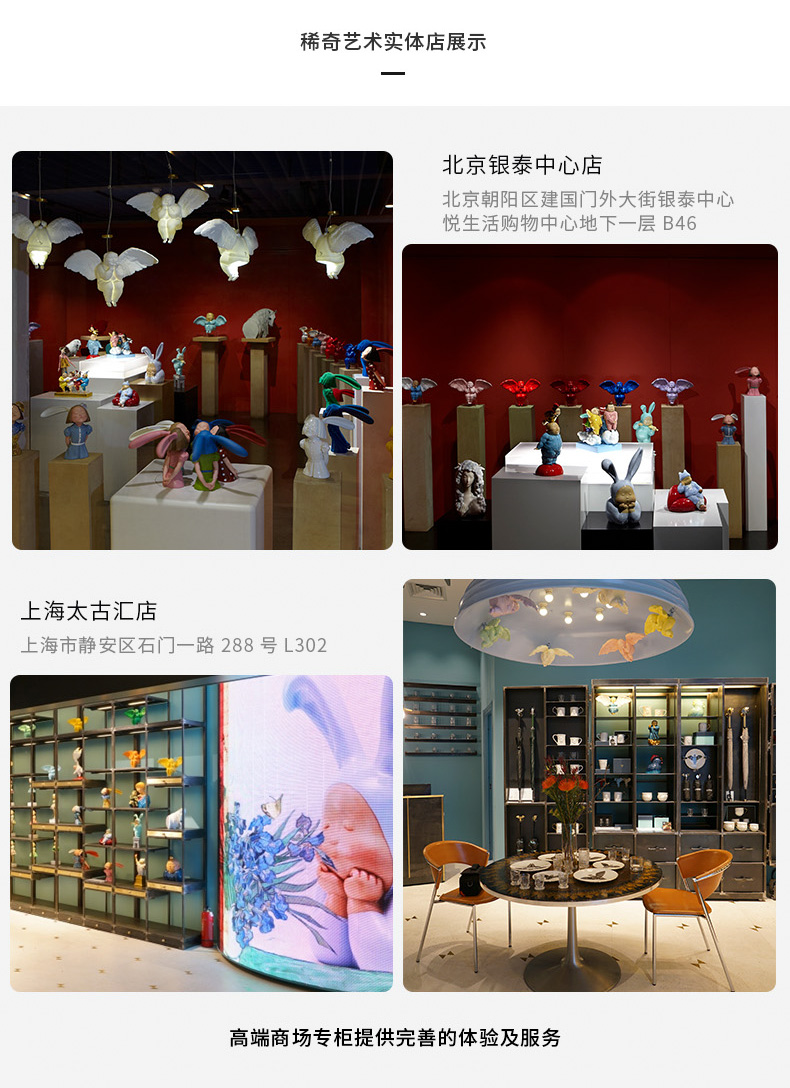 稀奇艺术实体店展示
北京银泰中心店
北京朝阳区建国门外大街银泰中心
悦生活购物中心地下一层 B46
上海太古汇店
上海市静安区石门一路 288 号 L302
高端商场专柜提供完善的体验及服务